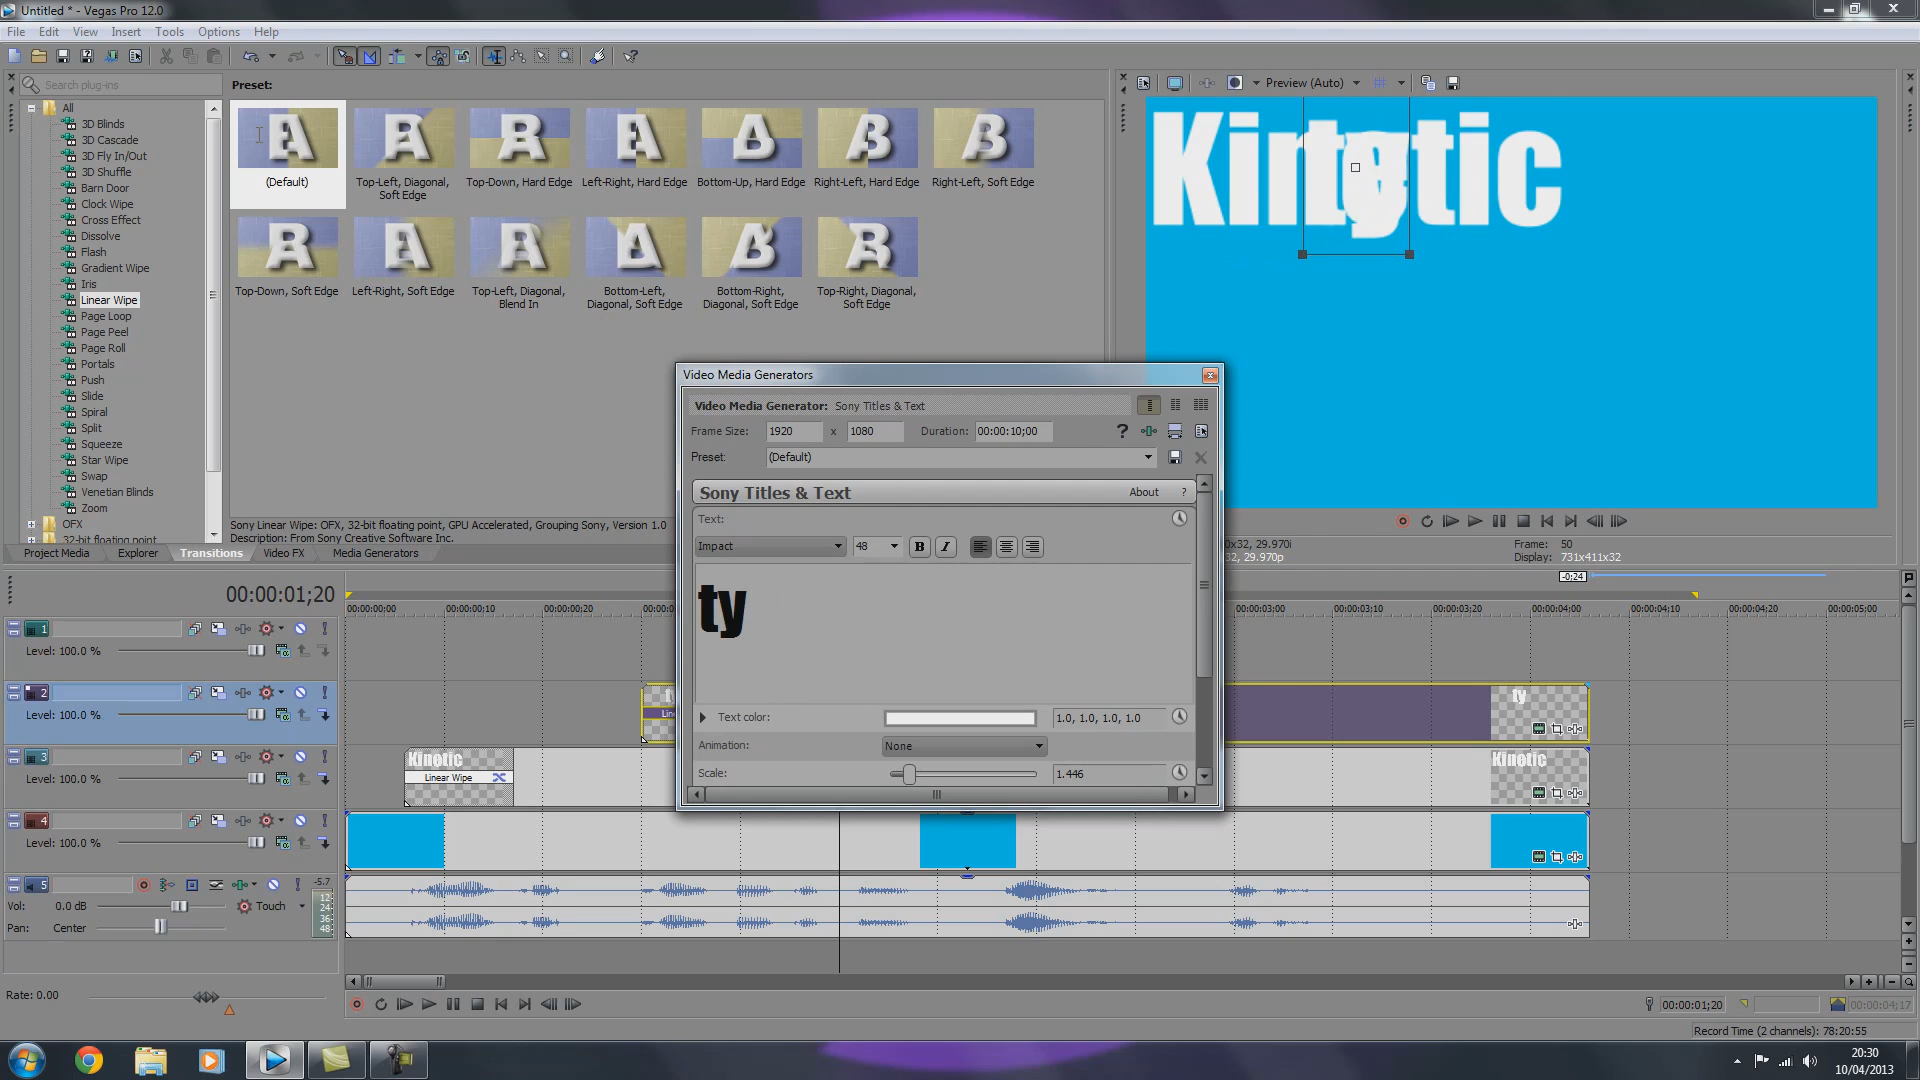 Untitled * - Vegas Pro 12.0
File Edit View Insert Tools Options Help
Search plug-ins
All
3D Blinds
3D Cascade
3D Fly In/Out
3D Shuffle
Barn Door
Clock Wipe
Cross Effect
Dissolve
Flash
Gradient Wipe
Iris
Linear Wipe
Page Loop
Page Peel
Page Roll
Portals
Push
Slide
Spiral
Split
Squeeze
Star Wipe
Swap
Venetian Blinds
Zoom
OFX
32-bit floating point
Project Media Explorer Transitions Video FX Media Generators
Preset:
(Default)
Top-Left, Diagonal, Soft Edge
Top-Down, Hard Edge
Left-Right, Hard Edge
Bottom-Up, Hard Edge
Right-Left, Hard Edge
Right-Left, Soft Edge
Top-Down, Soft Edge
Left-Right, Soft Edge
Top-Left, Diagonal, Blend In
Bottom-Left, Diagonal, Soft Edge
Bottom-Right, Diagonal, Soft Edge
Top-Right, Diagonal, Soft Edge
Sony Linear Wipe: OFX, 32-bit floating point, GPU Accelerated, Grouping Sony, Version 1.0
Description: From Sony Creative Software Inc.
Preview (Auto)
Kinetic
ty
0x32, 29.970i
x32, 29.970p
Frame: 50
Display: 731x411x32
Video Media Generators
Video Media Generator: Sony Titles & Text
Frame Size: 1920 x 1080 Duration: 00:00:10;00
Preset: (Default)
Sony Titles & Text About ?
Text:
Impact 48 B I
ty
Text color: 1.0, 1.0, 1.0, 1.0
Animation: None
Scale: 1.446
-0:24
00:00:01;20
00:00:00;00 00:00:00;10 00:00:00;20 00:00:0 00:00:03;00 00:00:03;10 00:00:03;20 00:00:04;00 00:00:04;10 00:00:04;20 00:00:05;00
1
Level: 100.0 %
2
Level: 100.0 %
ty
3
Level: 100.0 %
Kinetic
Linear Wipe
Kinetic
4
Level: 100.0 %
5 -5.7
Vol: 0.0 dB Touch
Pan: Center
12
24
36
48
Rate: 0.00
00:00:01;20 00:00:04;17
Record Time (2 channels): 78:20:55
20:30
10/04/2013